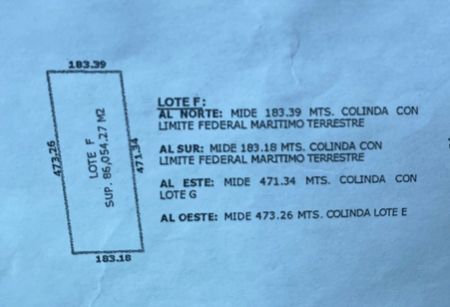 183.39
473.26
LOTE F
SUP. 86,054.27 M2
471.34
183.18
LOTE F:
AL NORTE: MIDE 183.39 MTS. COLINDA CON
LIMITE FEDERAL MARITIMO TERRESTRE
AL SUR: MIDE 183.18 MTS. COLINDA CON
LIMITE FEDERAL MARITIMO TERRESTRE
AL ESTE: MIDE 471.34 MTS. COLINDA CON
LOTE G
AL OESTE: MIDE 473.26 MTS. COLINDA LOTE E